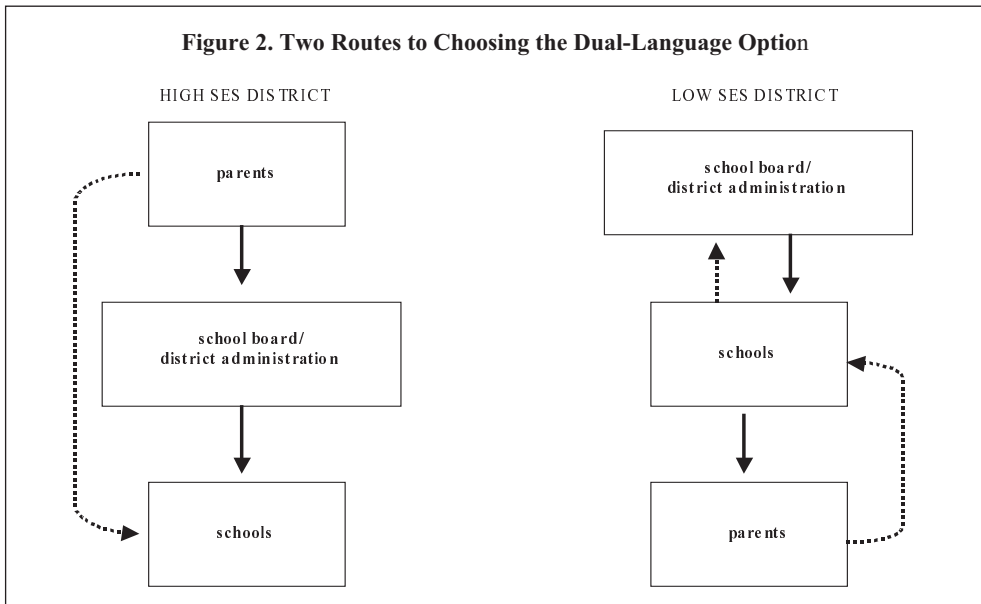 Figure 2. Two Routes to Choosing the Dual-Language Option
HIGH SES DISTRICT
parents
school board/
district administration
schools
LOW SES DISTRICT
school board/
district administration
schools
parents